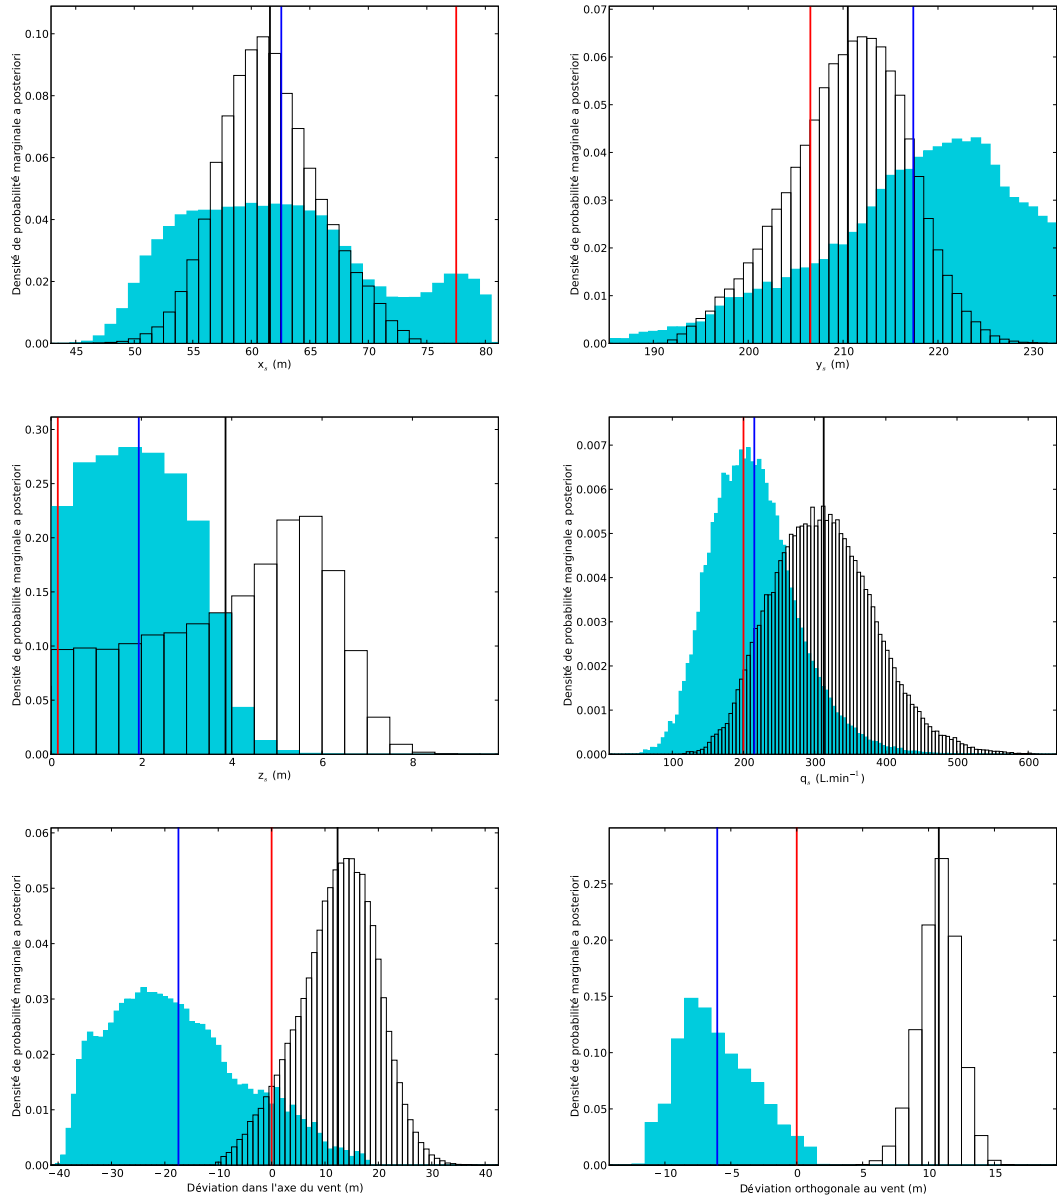 Densité de probabilité marginale a posteriori
0.10
0.08
0.06
0.04
0.02
0.00
45 50 55 60 65 70 75 80
x_s (m)
Densité de probabilité marginale a posteriori
0.07
0.06
0.05
0.04
0.03
0.02
0.01
0.00
190 200 210 220 230
y_s (m)
Densité de probabilité marginale a posteriori
0.30
0.25
0.20
0.15
0.10
0.05
0.00
0 2 4 6 8
z_s (m)
Densité de probabilité marginale a posteriori
0.007
0.006
0.005
0.004
0.003
0.002
0.001
0.000
100 200 300 400 500 600
q_s (L.min⁻¹)
Densité de probabilité marginale a posteriori
0.06
0.05
0.04
0.03
0.02
0.01
0.00
−40 −30 −20 −10 0 10 20 30 40
Déviation dans l'axe du vent (m)
Densité de probabilité marginale a posteriori
0.25
0.20
0.15
0.10
0.05
0.00
−10 −5 0 5 10 15
Déviation orthogonale au vent (m)